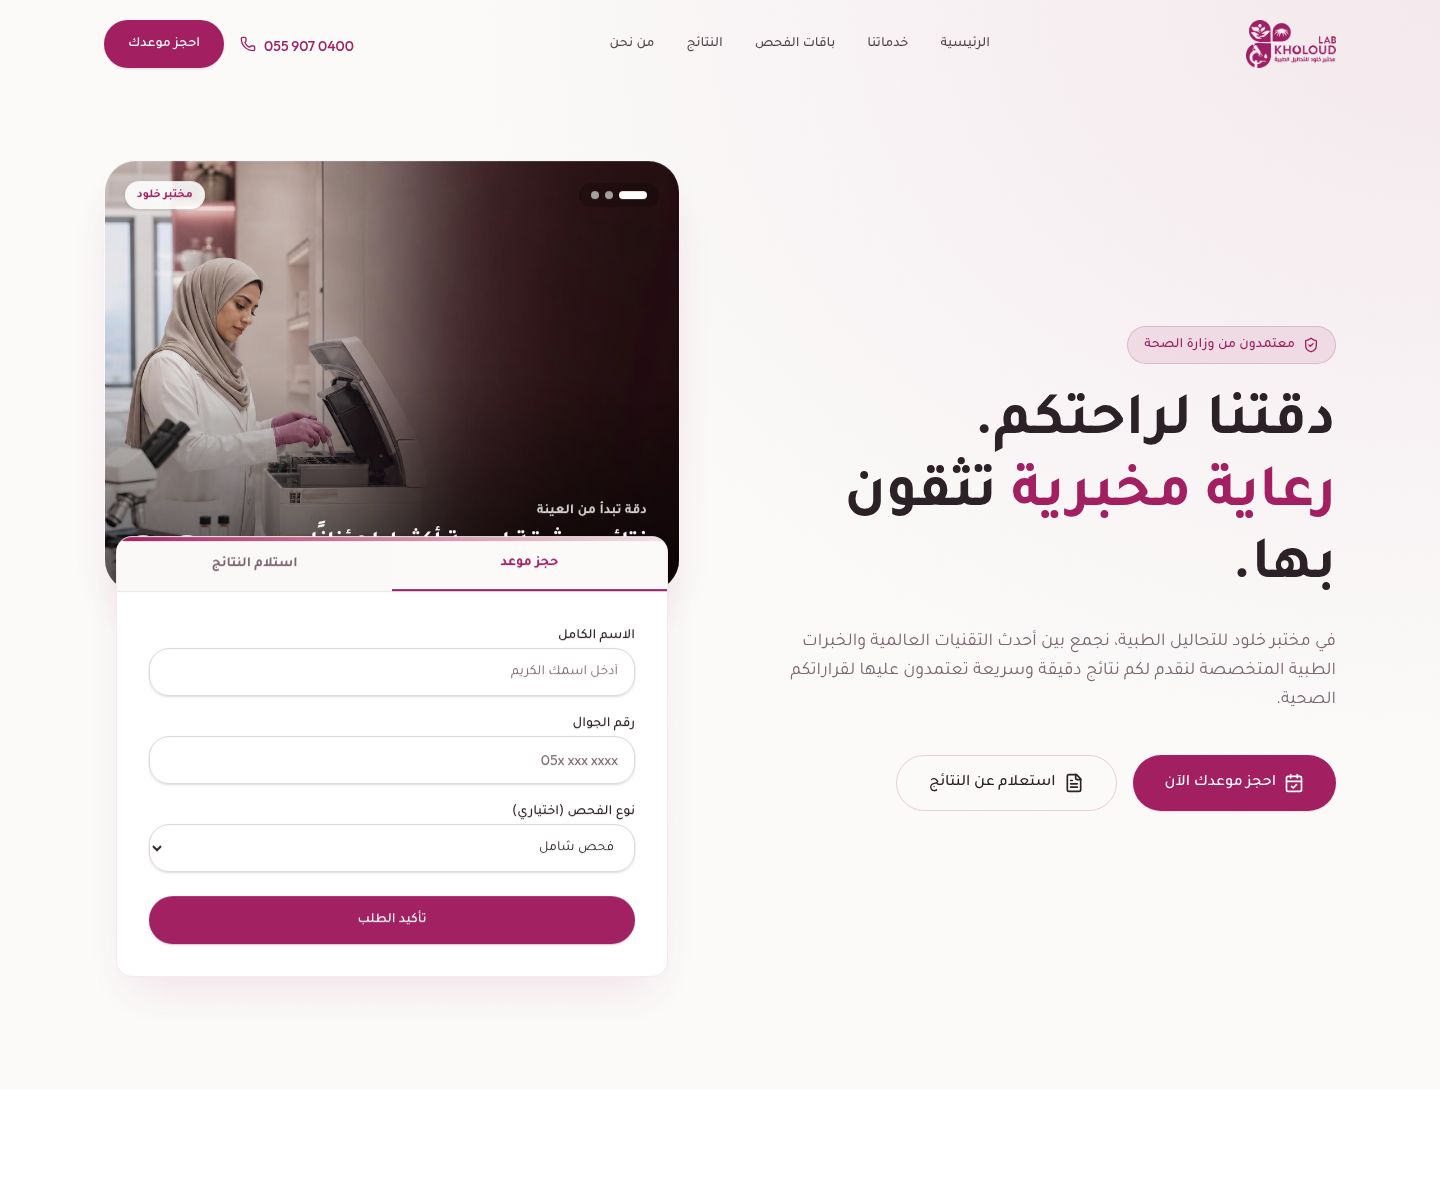 LAB
KHOLOUD
مختبر خلود للتحاليل الطبية
الرئيسية
خدماتنا
باقات الفحص
النتائج
من نحن
055 907 0400
احجز موعدك
معتمدون من وزارة الصحة
دقتنا لراحتكم.
رعاية مخبرية تثقون
بها.
في مختبر خلود للتحاليل الطبية، نجمع بين أحدث التقنيات العالمية والخبرات
الطبية المتخصصة لنقدم لكم نتائج دقيقة وسريعة تعتمدون عليها لقراراتكم
الصحية.
احجز موعدك الآن
استعلام عن النتائج
مختبر خلود
دقة تبدأ من العينة
حجز موعد
استلام النتائج
الاسم الكامل
أدخل اسمك الكريم
رقم الجوال
05x xxx xxxx
نوع الفحص (اختياري)
فحص شامل
تأكيد الطلب